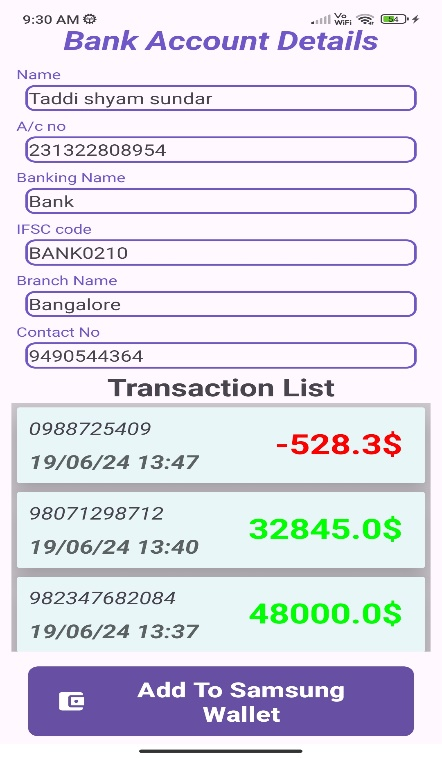 9:30 AM
Vo
WiFi
54
Bank Account Details
Name
Taddi shyam sundar
A/c no
231322808954
Banking Name
Bank
IFSC code
BANK0210
Branch Name
Bangalore
Contact No
9490544364
Transaction List
0988725409
-528.3$
19/06/24 13:47
98071298712
32845.0$
19/06/24 13:40
982347682084
48000.0$
19/06/24 13:37
Add To Samsung
Wallet